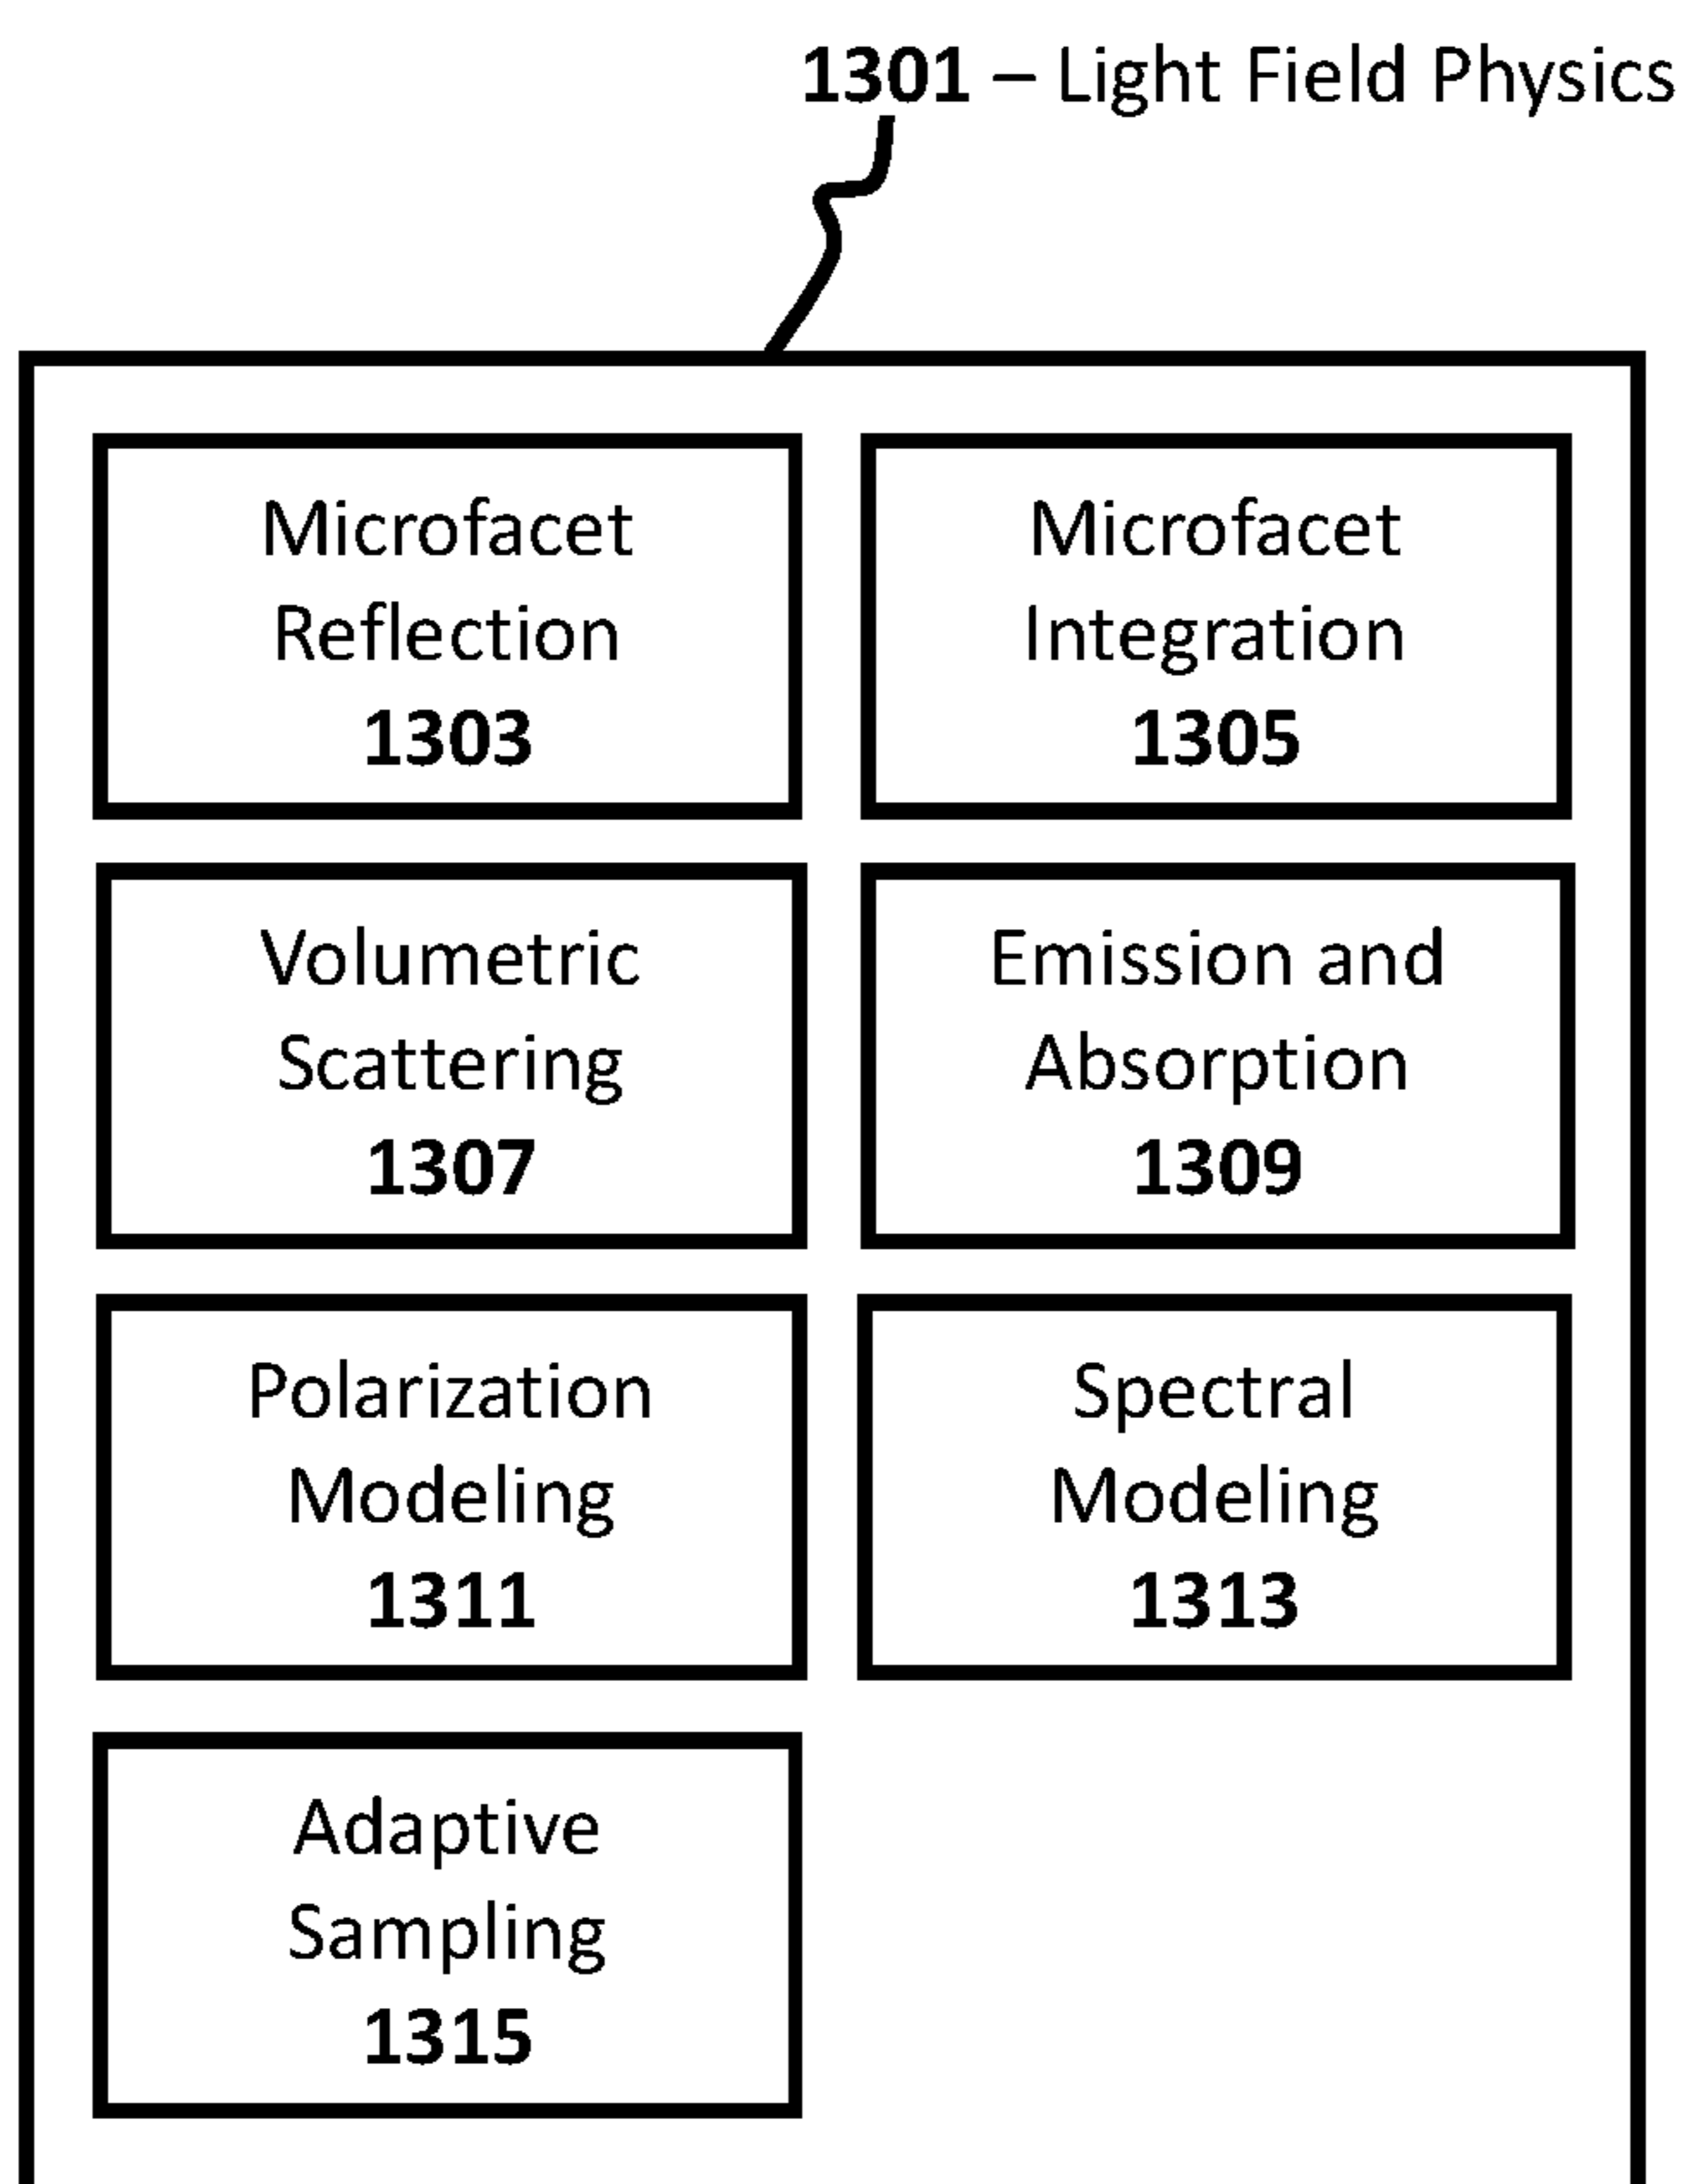 1301 – Light Field Physics
Microfacet
Reflection
1303
Microfacet
Integration
1305
Volumetric
Scattering
1307
Emission and
Absorption
1309
Polarization
Modeling
1311
Spectral
Modeling
1313
Adaptive
Sampling
1315